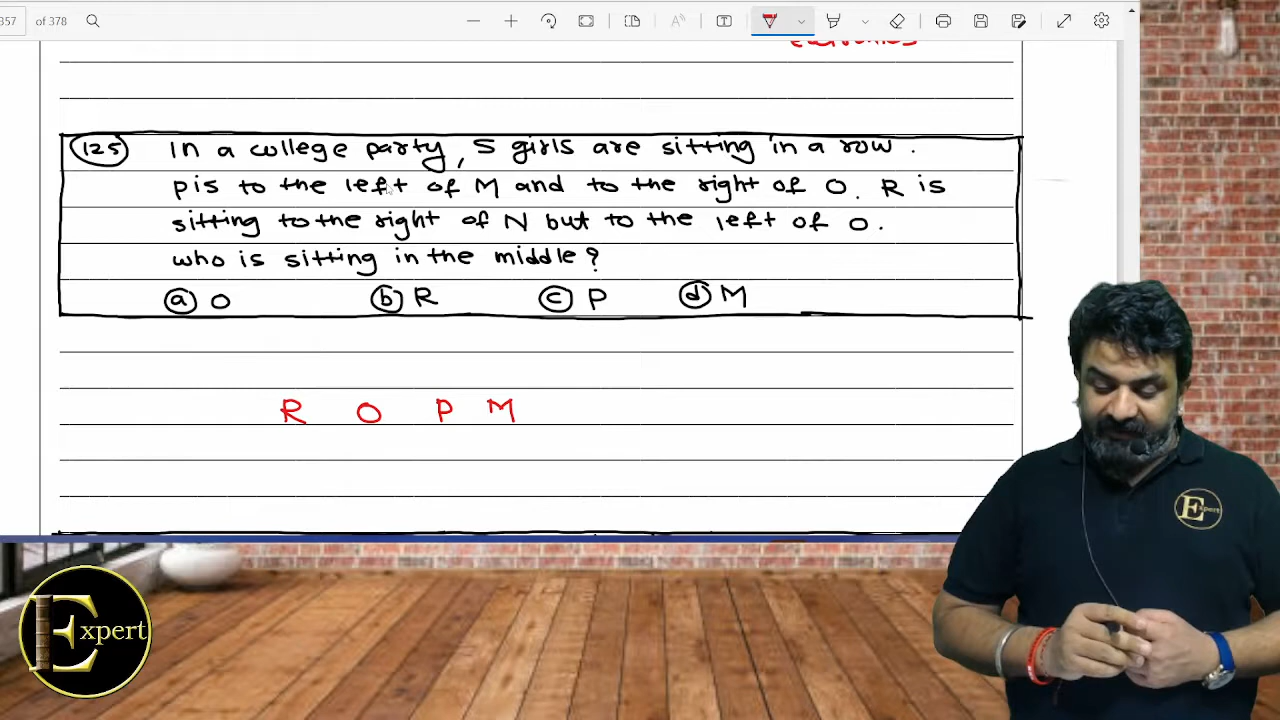 357 of 378
125 In a college party, 5 girls are sitting in a row.
P is to the left of M and to the right of O. R is
sitting to the right of N but to the left of O.
who is sitting in the middle?
a O b R c P d M
R O P M
Expert
Expert